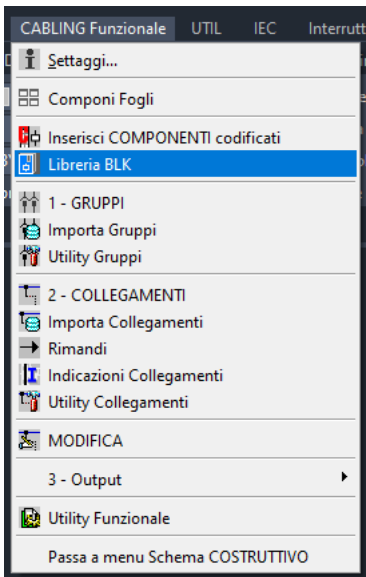 CABLING Funzionale UTIL IEC Interrutt
Settaggi...
Componi Fogli
Inserisci COMPONENTI codificati
Libreria BLK
1 - GRUPPI
Importa Gruppi
Utility Gruppi
2 - COLLEGAMENTI
Importa Collegamenti
Rimandi
Indicazioni Collegamenti
Utility Collegamenti
MODIFICA
3 - Output
Utility Funzionale
Passa a menu Schema COSTRUTTIVO